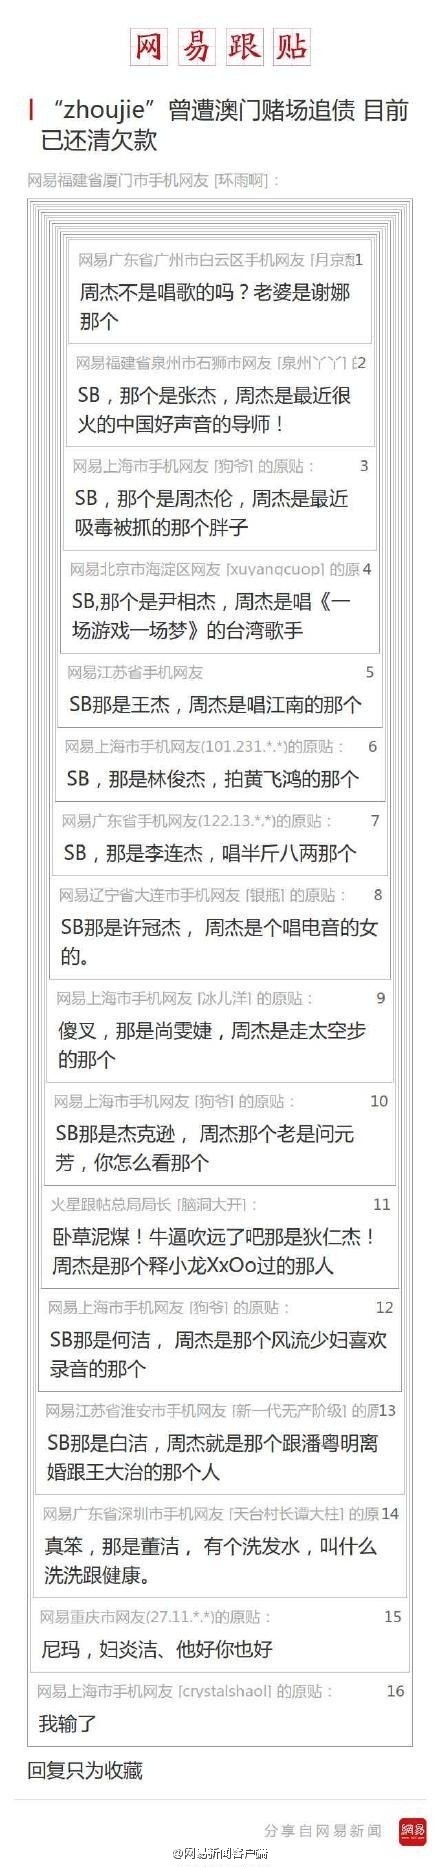 网易跟贴
“zhoujie”曾遭澳门赌场追债 目前
已还清欠款
网易福建省厦门市手机网友 [环雨啊]：
网易广东省广州市白云区手机网友 [月京 1
周杰不是唱歌的吗？老婆是谢娜
那个
网易福建省泉州市石狮市网友 [泉州丫丫] 2
SB，那个是张杰，周杰是最近很
火的中国好声音的导师！
网易上海市手机网友 [狗爷] 的原贴： 3
SB，那个是周杰伦，周杰是最近
吸毒被抓的那个胖子
网易北京市海淀区网友 [xuyangcuop] 的原 4
SB,那个是尹相杰，周杰是唱《一
场游戏一场梦》的台湾歌手
网易江苏省手机网友 5
SB那是王杰，周杰是唱江南的那个
网易上海市手机网友(101.231.*.*)的原贴： 6
SB，那是林俊杰，拍黄飞鸿的那个
网易广东省手机网友(122.13.*.*)的原贴： 7
SB，那是李连杰，唱半斤八两那个
网易辽宁省大连市手机网友 [银瓶] 的原贴： 8
SB那是许冠杰， 周杰是个唱电音的女
的。
网易上海市手机网友 [冰儿洋] 的原贴： 9
傻叉，那是尚雯婕，周杰是走太空步
的那个
网易上海市手机网友 [狗爷] 的原贴： 10
SB那是杰克逊， 周杰那个老是问元
芳，你怎么看那个
火星跟帖总局局长 [脑洞大开]： 11
卧草泥煤！牛逼吹远了吧那是狄仁杰！
周杰是那个释小龙XxOo过的那人
网易上海市手机网友 [狗爷] 的原贴： 12
SB那是何洁， 周杰是那个风流少妇喜欢
录音的那个
网易江苏省淮安市手机网友 [新一代无产阶级] 的原 13
SB那是白洁，周杰就是那个跟潘粤明离
婚跟王大治的那个人
网易广东省深圳市手机网友 [天台村长谭大柱] 的原 14
真笨，那是董洁， 有个洗发水，叫什么
洗洗跟健康。
网易重庆市网友(27.11.*.*)的原贴： 15
尼玛，妇炎洁、他好你也好
网易上海市手机网友 [crystalshaol] 的原贴： 16
我输了
回复只为收藏
分享自网易新闻
網易
@网易新闻客户端